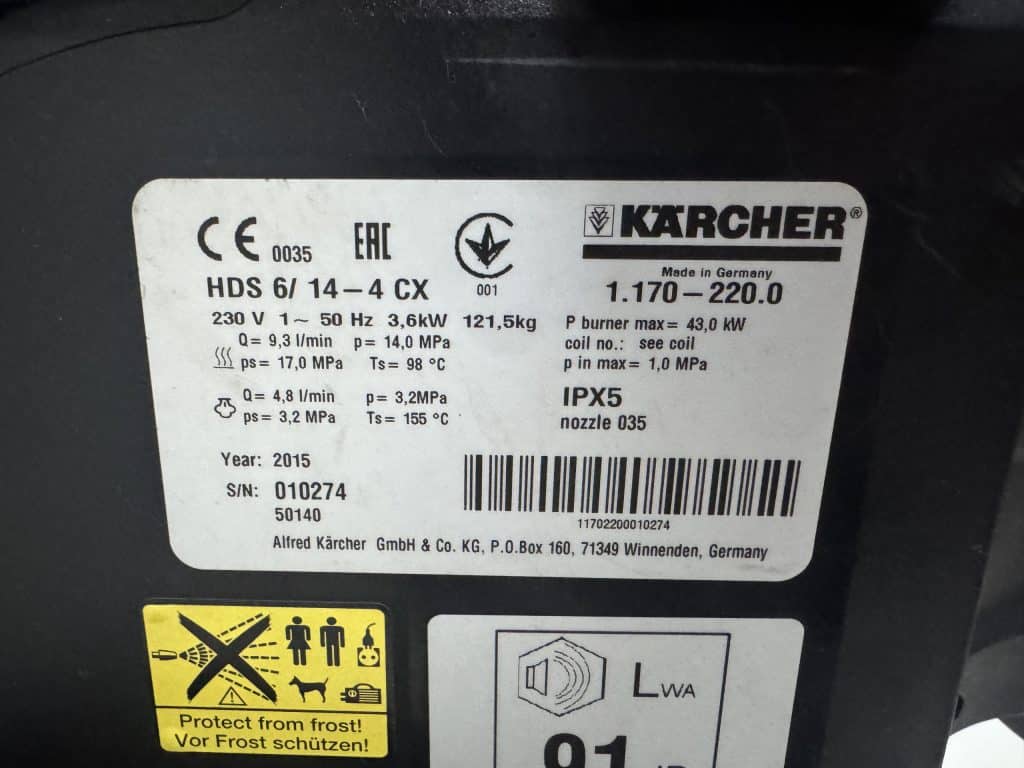 CE 0035 EAC 001
KÄRCHER®
Made in Germany
HDS 6/ 14-4 CX
1.170-220.0
230 V 1~ 50 Hz 3,6kW 121,5kg
Q= 9,3 l/min p= 14,0 MPa
ps= 17,0 MPa Ts= 98 °C
Q= 4,8 l/min p= 3,2MPa
ps= 3,2 MPa Ts= 155 °C
P burner max= 43,0 kW
coil no.: see coil
p in max= 1,0 MPa
IPX5
nozzle 035
Year: 2015
S/N: 010274
50140
11702200010274
Alfred Kärcher GmbH & Co. KG, P.O.Box 160, 71349 Winnenden, Germany
Protect from frost!
Vor Frost schützen!
LWA
91 dB